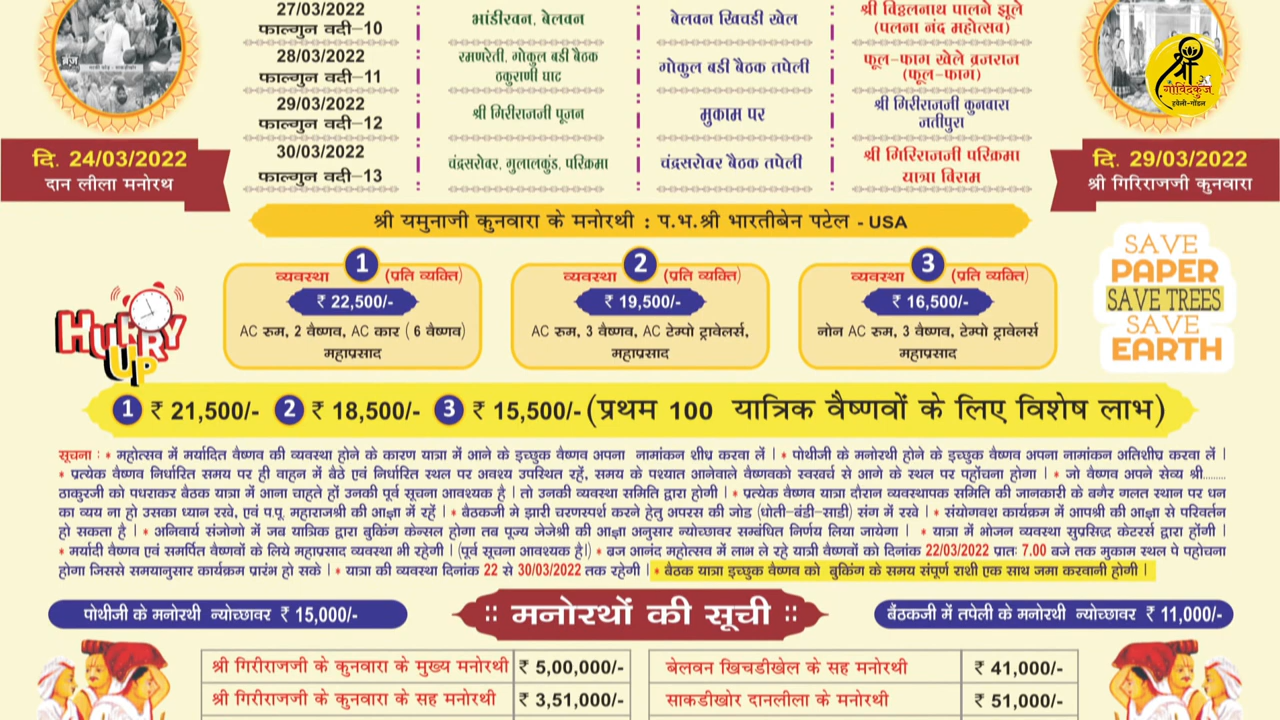 27/03/2022
फाल्गुन वदी-10
भांडीरवन, बेलवन
बेलवन खिचडी खेल
श्री विठ्ठलनाथ पालने झूले
(पलना नंद महोत्सव)
28/03/2022
फाल्गुन वदी-11
रमणरेती, गोकुल बडी बैठक
ठकुराणी घाट
गोकुल बडी बैठक तपेली
फूल-फाग खेले व्रजराज
(फूल-फाग)
29/03/2022
फाल्गुन वदी-12
श्री गिरीराजजी पूजन
मुकाम पर
श्री गिरीराजजी कुनवारा
जतीपुरा
30/03/2022
फाल्गुन वदी-13
चंद्रसरोवर, गुलालकुंड, परिक्रमा
चंद्रसरोवर बैठक तपेली
श्री गिरिराजजी परिक्रमा
यात्रा विराम
श्री
गोविंदकुंज
हवेली-गोंडल
दि. 24/03/2022
दान लीला मनोरथ
दि. 29/03/2022
श्री गिरिराजजी कुनवारा
श्री यमुनाजी कुनवारा के मनोरथी : प.भ.श्री भारतीबेन पटेल - USA
HURRY
UP
व्यवस्था 1 (प्रति व्यक्ति)
₹ 22,500/-
AC रुम, 2 वैष्णव, AC कार ( 6 वैष्णव)
महाप्रसाद
व्यवस्था 2 (प्रति व्यक्ति)
₹ 19,500/-
AC रुम, 3 वैष्णव, AC टेम्पो ट्रावेलर्स,
महाप्रसाद
व्यवस्था 3 (प्रति व्यक्ति)
₹ 16,500/-
नोन AC रुम, 3 वैष्णव, टेम्पो ट्रावेलर्स
महाप्रसाद
SAVE
PAPER
SAVE TREES
SAVE
EARTH
1 ₹ 21,500/- 2 ₹ 18,500/- 3 ₹ 15,500/- (प्रथम 100 यात्रिक वैष्णवों के लिए विशेष लाभ)
सूचना : * महोत्सव में मर्यादित वैष्णव की व्यवस्था होने के कारण यात्रा में आने के इच्छुक वैष्णव अपना नामांकन शीघ्र करवा लें | * पोथीजी के मनोरथी होने के इच्छुक वैष्णव अपना नामांकन अतिशीघ्र करवा लें |
* प्रत्येक वैष्णव निर्धारित समय पर ही वाहन में बैठे एवं निर्धारित स्थल पर अवश्य उपस्थित रहें, समय के पश्यात आनेवाले वैष्णवको स्वखर्च से आगे के स्थल पर पहोंचना होगा | * जो वैष्णव अपने सेव्य श्री........
ठाकुरजी को पधराकर बैठक यात्रा में आना चाहते हों उनकी पूर्व सूचना आवश्यक है | तो उनकी व्यवस्था समिति द्वारा होगी | * प्रत्येक वैष्णव यात्रा दौरान व्यवस्थापक समिति की जानकारी के बगैर गलत स्थान पर धन
का व्यय ना हो उसका ध्यान रखे, एवं प.पू. महाराजश्री की आज्ञा में रहें | * बैठकजी मे झारी चरणस्पर्श करने हेतु अपरस की जोड (धोती-बंडी-साडी) संग में रखे | * संयोगवश कार्यक्रम में आपश्री की आज्ञा से परिवर्तन
हो सकता है | * अनिवार्य संजोगो में जब यात्रिक द्वारा बुकिंग केन्सल होगा तब पूज्य जेजेश्री की आज्ञा अनुसार न्योच्छावर सम्बंधित निर्णय लिया जायेगा | * यात्रा में भोजन व्यवस्था सुप्रसिद्ध केटरर्स द्वारा होंगी |
* मर्यादी वैष्णव एवं समर्पित वैष्णवों के लिये महाप्रसाद व्यवस्था भी रहेगी | (पूर्व सूचना आवश्यक है।) * व्रज आनंद महोत्सव में लाभ ले रहे यात्री वैष्णवों को दिनांक 22/03/2022 प्रातः 7.00 बजे तक मुकाम स्थल पे पहोचना
होगा जिससे समयानुसार कार्यक्रम प्रारंभ हो सके | * यात्रा की व्यवस्था दिनांक 22 से 30/03/2022 तक रहेगी | * बैठक यात्रा इच्छुक वैष्णव को बुकिंग के समय संपूर्ण राशी एक साथ जमा करवानी होगी |
पोथीजी के मनोरथी न्योच्छावर ₹ 15,000/-
:: मनोरथों की सूची ::
बैठकजी में तपेली के मनोरथी न्योच्छावर ₹ 11,000/-
श्री गिरीराजजी के कुनवारा के मुख्य मनोरथी ₹ 5,00,000/-
बेलवन खिचडीखेल के सह मनोरथी ₹ 41,000/-
श्री गिरीराजजी के कुनवारा के सह मनोरथी ₹ 3,51,000/-
साकडीखोर दानलीला के मनोरथी ₹ 51,000/-